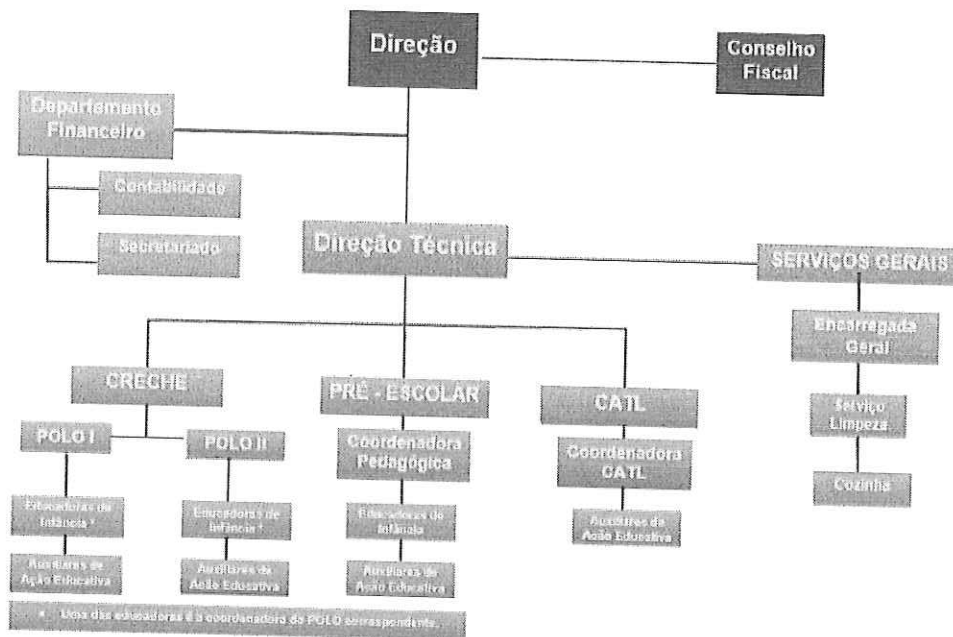 Direção
Conselho
Fiscal
Departamento
Financeiro
Contabilidade
Secretariado
Direção Técnica
SERVIÇOS GERAIS
Encarregada
Geral
Serviço
Limpeza
Cozinha
CRECHE
PRÉ - ESCOLAR
CATL
POLO I
POLO II
Coordenadora
Pedagógica
Coordenadora
CATL
Educadoras de
Infância *
Educadoras de
Infância *
Educadoras de
Infância
Auxiliares de
Ação Educativa
Auxiliares de
Ação Educativa
Auxiliares de
Ação Educativa
Auxiliares de
Ação Educativa
* Uma das educadoras é a coordenadora do POLO correspondente.